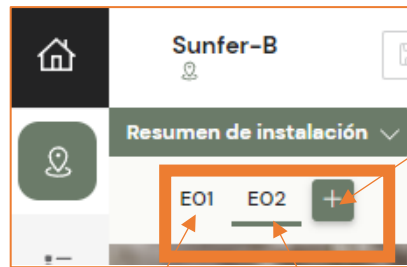 Sunfer-B
Resumen de instalación
EO1 EO2 +